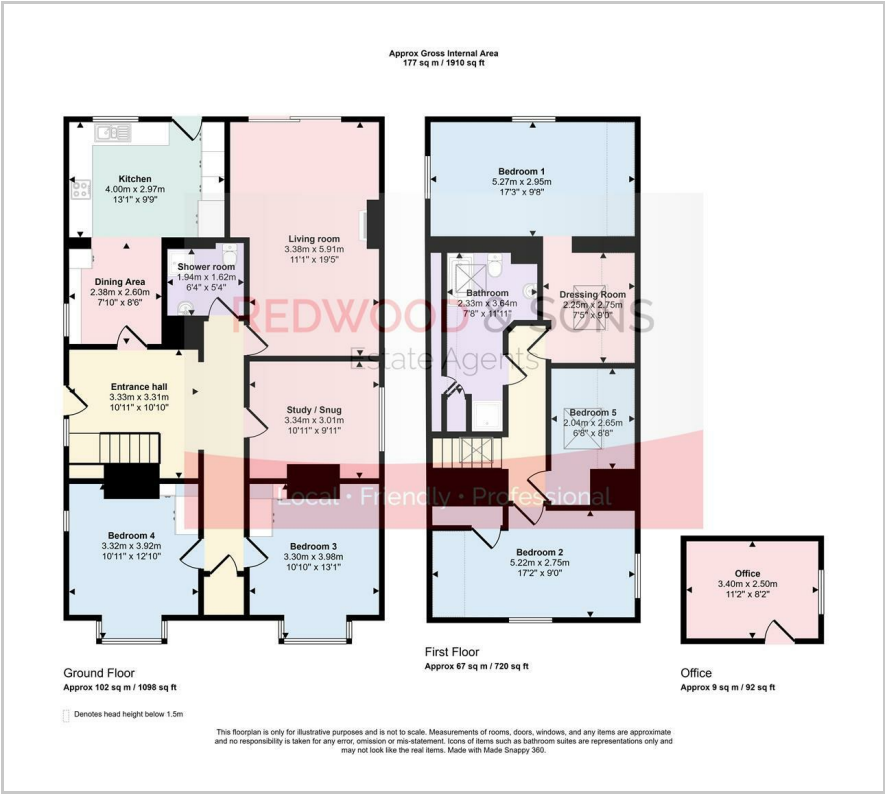 Approx Gross Internal Area
177 sq m / 1910 sq ft
Kitchen
4.00m x 2.97m
13'1" x 9'9"
Living room
3.38m x 5.91m
11'1" x 19'5"
Dining Area
2.38m x 2.60m
7'10" x 8'6"
Shower room
1.94m x 1.62m
6'4" x 5'4"
Entrance hall
3.33m x 3.31m
10'11" x 10'10"
Study / Snug
3.34m x 3.01m
10'11" x 9'11"
Bedroom 4
3.32m x 3.92m
10'11" x 12'10"
Bedroom 3
3.30m x 3.98m
10'10" x 13'1"
Ground Floor
Approx 102 sq m / 1098 sq ft
Denotes head height below 1.5m
Bedroom 1
5.27m x 2.95m
17'3" x 9'8"
Bathroom
2.33m x 3.64m
7'8" x 11'11"
Dressing Room
2.25m x 2.75m
7'5" x 9'0"
Bedroom 5
2.04m x 2.65m
6'8" x 8'8"
Bedroom 2
5.22m x 2.75m
17'2" x 9'0"
First Floor
Approx 67 sq m / 720 sq ft
Office
3.40m x 2.50m
11'2" x 8'2"
Office
Approx 9 sq m / 92 sq ft
REDWOOD & SONS
Estate Agents
Local • Friendly • Professional
This floorplan is only for illustrative purposes and is not to scale. Measurements of rooms, doors, windows, and any items are approximate
and no responsibility is taken for any error, omission or mis-statement. Icons of items such as bathroom suites are representations only and
may not look like the real items. Made with Made Snappy 360.